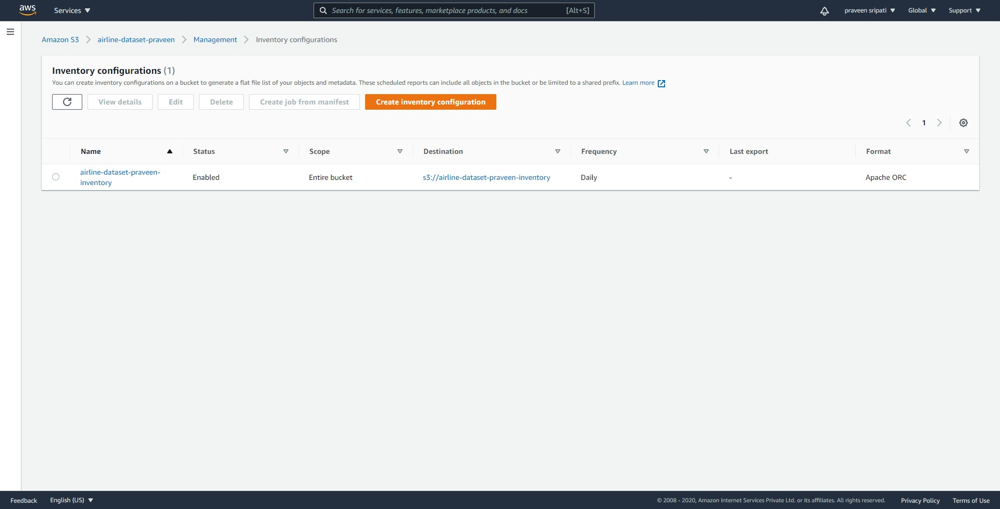 aws
Services
Search for services, features, marketplace products, and docs [Alt+S]
praveen sripati
Global
Support
Amazon S3
airline-dataset-praveen
Management
Inventory configurations
Inventory configurations (1)
You can create inventory configurations on a bucket to generate a flat file list of your objects and metadata. These scheduled reports can include all objects in the bucket or be limited to a shared prefix. Learn more
View details
Edit
Delete
Create job from manifest
Create inventory configuration
1
Name
Status
Scope
Destination
Frequency
Last export
Format
airline-dataset-praveen-
inventory
Enabled
Entire bucket
s3://airline-dataset-praveen-inventory
Daily
-
Apache ORC
Feedback
English (US)
© 2008 - 2020, Amazon Internet Services Private Ltd. or its affiliates. All rights reserved.
Privacy Policy
Terms of Use